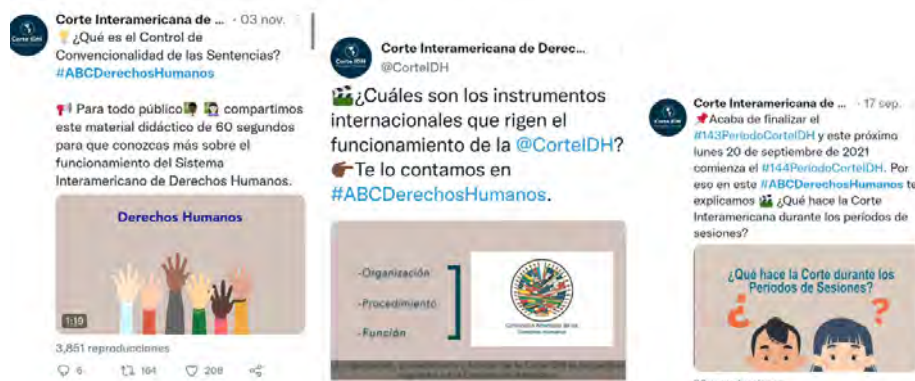 Corte Interamericana de ... · 03 nov.
¿Qué es el Control de
Convencionalidad de las Sentencias?
#ABCDerechosHumanos
Para todo público compartimos
este material didáctico de 60 segundos
para que conozcas más sobre el
funcionamiento del Sistema
Interamericano de Derechos Humanos.
Derechos Humanos
1:19
3,851 reproducciones
6 164 208
Corte Interamericana de Derec...
@CorteIDH
¿Cuáles son los instrumentos
internacionales que rigen el
funcionamiento de la @CorteIDH?
Te lo contamos en
#ABCDerechosHumanos.
-Organización
-Procedimiento
-Función
Corte Interamericana de ... · 17 sep.
Acaba de finalizar el
#143PeriodoCorteIDH y este próximo
lunes 20 de septiembre de 2021
comienza el #144PeriodoCorteIDH. Por
eso en este #ABCDerechosHumanos te
explicamos ¿Qué hace la Corte
Interamericana durante los períodos de
sesiones?
¿Qué hace la Corte durante los
Períodos de Sesiones?